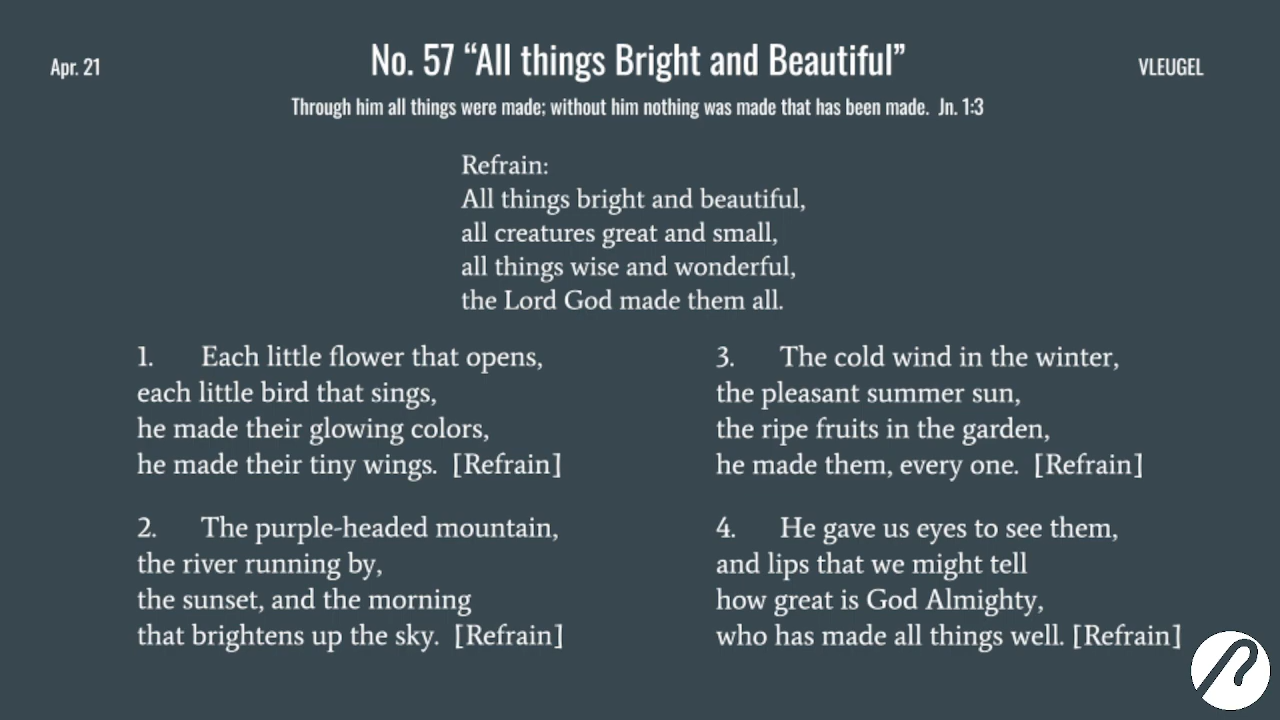 Apr. 21
No. 57 “All things Bright and Beautiful”
VLEUGEL
Through him all things were made; without him nothing was made that has been made.  Jn. 1:3
Refrain:
All things bright and beautiful,
all creatures great and small,
all things wise and wonderful,
the Lord God made them all.
1. Each little flower that opens,
each little bird that sings,
he made their glowing colors,
he made their tiny wings.  [Refrain]
2. The purple-headed mountain,
the river running by,
the sunset, and the morning
that brightens up the sky.  [Refrain]
3. The cold wind in the winter,
the pleasant summer sun,
the ripe fruits in the garden,
he made them, every one.  [Refrain]
4. He gave us eyes to see them,
and lips that we might tell
how great is God Almighty,
who has made all things well. [Refrain]